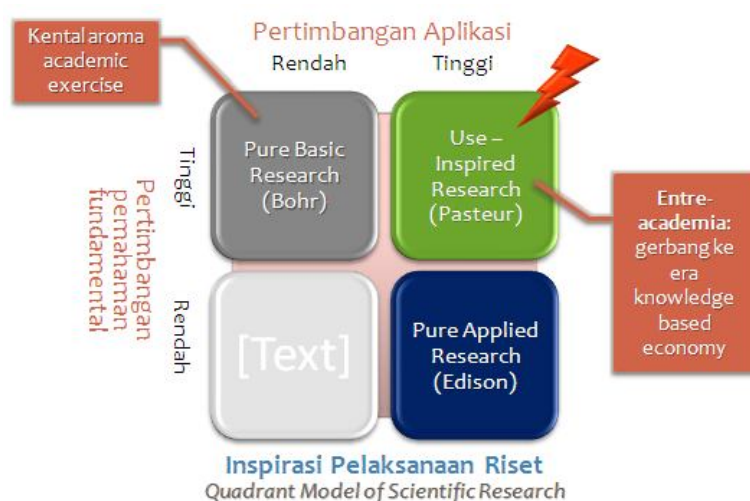 Pertimbangan Aplikasi
Rendah
Tinggi
Kental aroma
academic
exercise
Pertimbangan
pemahaman
fundamental
Tinggi
Rendah
Pure Basic
Research
(Bohr)
Use –
Inspired
Research
(Pasteur)
Entre-
academia:
gerbang ke
era
knowledge
based
economy
[Text]
Pure Applied
Research
(Edison)
Inspirasi Pelaksanaan Riset
Quadrant Model of Scientific Research